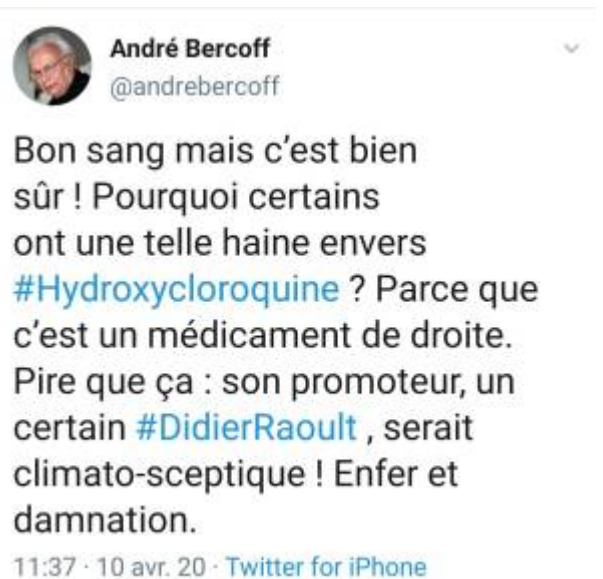 André Bercoff
@andrebercoff
Bon sang mais c'est bien
sûr ! Pourquoi certains
ont une telle haine envers
#Hydroxycloroquine ? Parce que
c'est un médicament de droite.
Pire que ça : son promoteur, un
certain #DidierRaoult , serait
climato-sceptique ! Enfer et
damnation.
11:37 · 10 avr. 20 · Twitter for iPhone